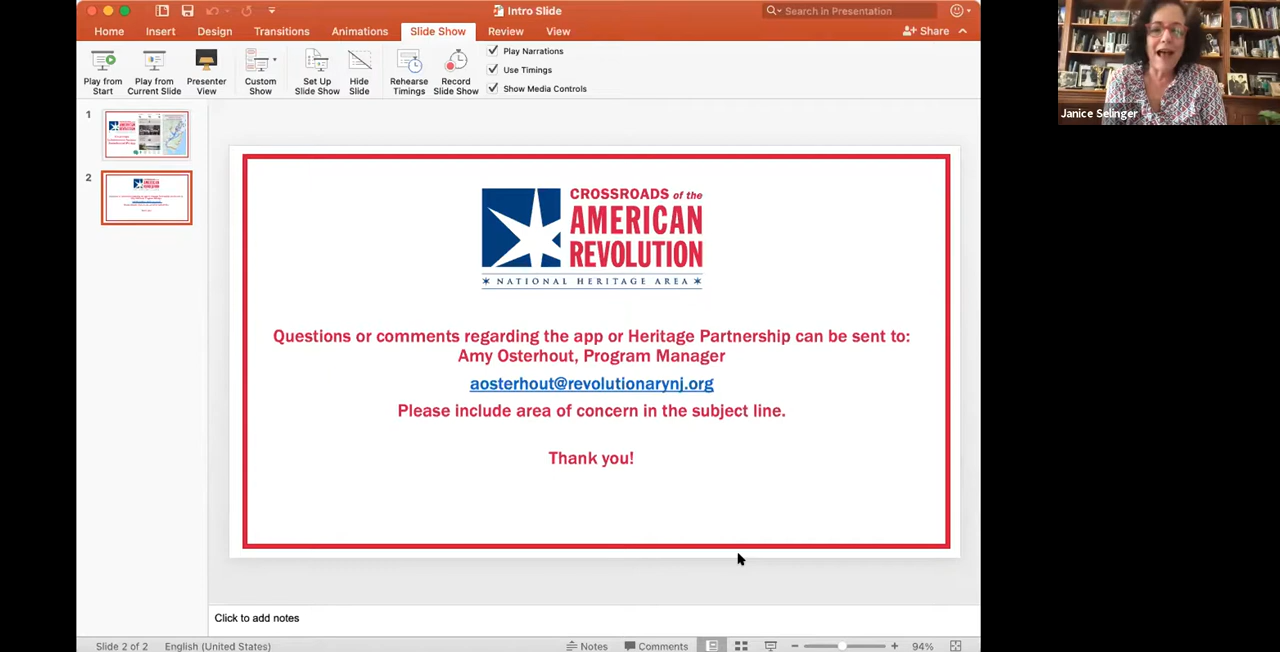 Intro Slide
Search in Presentation
Home Insert Design Transitions Animations Slide Show Review View
Share
Play from Start
Play from Current Slide
Presenter View
Custom Show
Set Up Slide Show
Hide Slide
Rehearse Timings
Record Slide Show
Play Narrations
Use Timings
Show Media Controls
Janice Selinger
1
2
CROSSROADS of the
AMERICAN
REVOLUTION
NATIONAL HERITAGE AREA
Questions or comments regarding the app or Heritage Partnership can be sent to:
Amy Osterhout, Program Manager
aosterhout@revolutionarynj.org
Please include area of concern in the subject line.
Thank you!
Click to add notes
Slide 2 of 2 English (United States) Notes Comments 94%